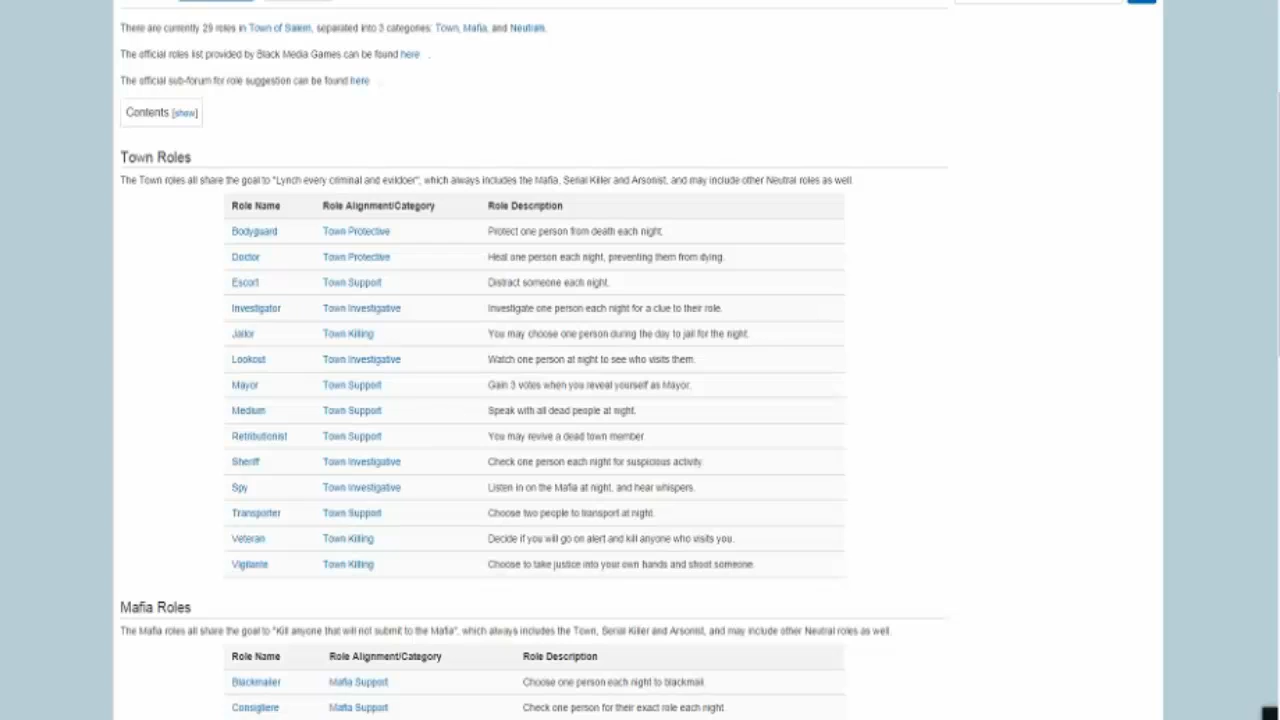 There are currently 29 roles in Town of Salem, separated into 3 categories: Town, Mafia, and Neutrals.
The official roles list provided by Black Media Games can be found here .
The official sub-forum for role suggestion can be found here
Contents [show]
Town Roles
The Town roles all share the goal to "Lynch every criminal and evildoer", which always includes the Mafia, Serial Killer and Arsonist, and may include other Neutral roles as well.
Role Name Role Alignment/Category Role Description
Bodyguard Town Protective Protect one person from death each night.
Doctor Town Protective Heal one person each night, preventing them from dying.
Escort Town Support Distract someone each night.
Investigator Town Investigative Investigate one person each night for a clue to their role.
Jailor Town Killing You may choose one person during the day to jail for the night.
Lookout Town Investigative Watch one person at night to see who visits them.
Mayor Town Support Gain 3 votes when you reveal yourself as Mayor.
Medium Town Support Speak with all dead people at night.
Retributionist Town Support You may revive a dead town member.
Sheriff Town Investigative Check one person each night for suspicious activity.
Spy Town Investigative Listen in on the Mafia at night, and hear whispers.
Transporter Town Support Choose two people to transport at night.
Veteran Town Killing Decide if you will go on alert and kill anyone who visits you.
Vigilante Town Killing Choose to take justice into your own hands and shoot someone.
Mafia Roles
The Mafia roles all share the goal to "Kill anyone that will not submit to the Mafia", which always includes the Town, Serial Killer and Arsonist, and may include other Neutral roles as well.
Role Name Role Alignment/Category Role Description
Blackmailer Mafia Support Choose one person each night to blackmail.
Consigliere Mafia Support Check one person for their exact role each night.